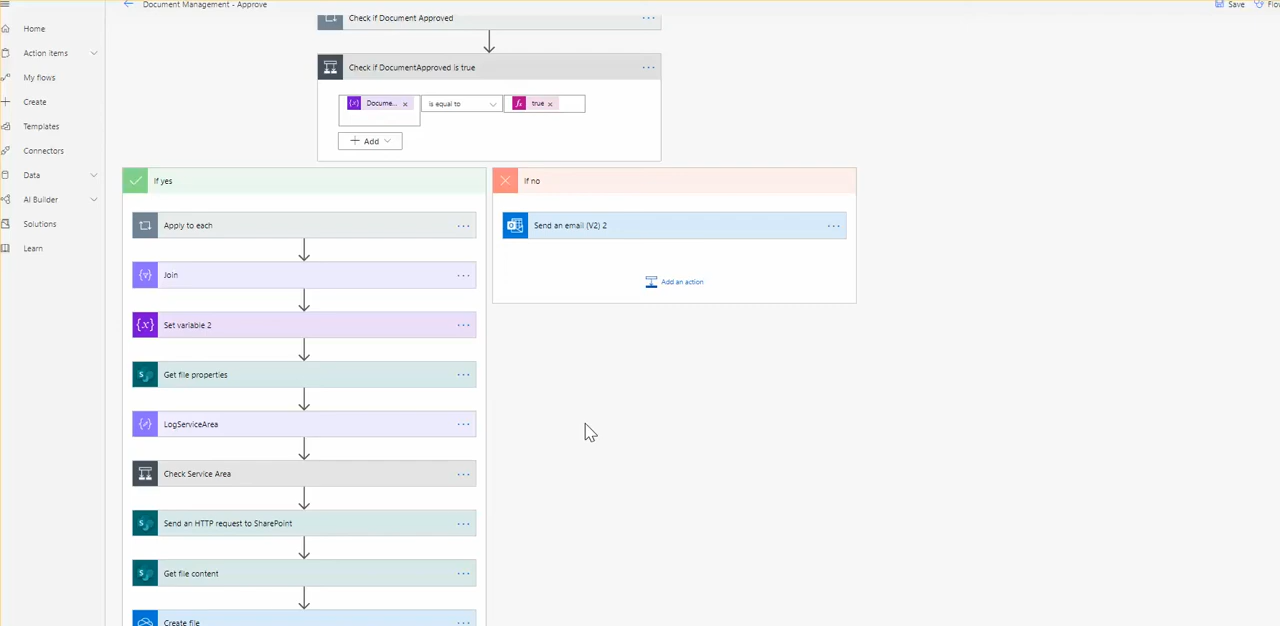 Document Management - Approve
Save
Flow
Home
Action items
My flows
Create
Templates
Connectors
Data
AI Builder
Solutions
Learn
Check if Document Approved
Check if DocumentApproved is true
Docume... × is equal to fx true ×
+ Add
If yes
If no
Apply to each
Send an email (V2) 2
Join
Add an action
Set variable 2
Get file properties
LogServiceArea
Check Service Area
Send an HTTP request to SharePoint
Get file content
Create file